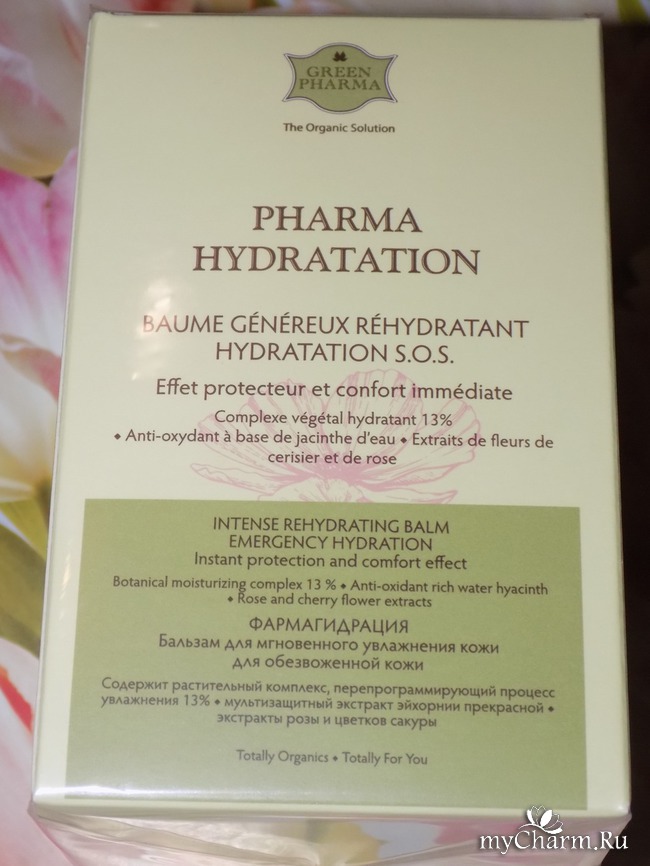 GREEN
PHARMA
The Organic Solution
PHARMA
HYDRATATION
BAUME GÉNÉREUX RÉHYDRATANT
HYDRATATION S.O.S.
Effet protecteur et confort immédiate
Complexe végétal hydratant 13%
◆ Anti-oxydant à base de jacinthe d'eau ◆ Extraits de fleurs de
cerisier et de rose
INTENSE REHYDRATING BALM
EMERGENCY HYDRATION
Instant protection and comfort effect
Botanical moisturizing complex 13 % ◆ Anti-oxidant rich water hyacinth
◆ Rose and cherry flower extracts
ФАРМАГИДРАЦИЯ
Бальзам для мгновенного увлажнения кожи
для обезвоженной кожи
Содержит растительный комплекс, перепрограммирующий процесс
увлажнения 13% ◆ мультизащитный экстракт эйхорнии прекрасной ◆
экстракты розы и цветков сакуры
Totally Organics ◆ Totally For You
myCharm.Ru